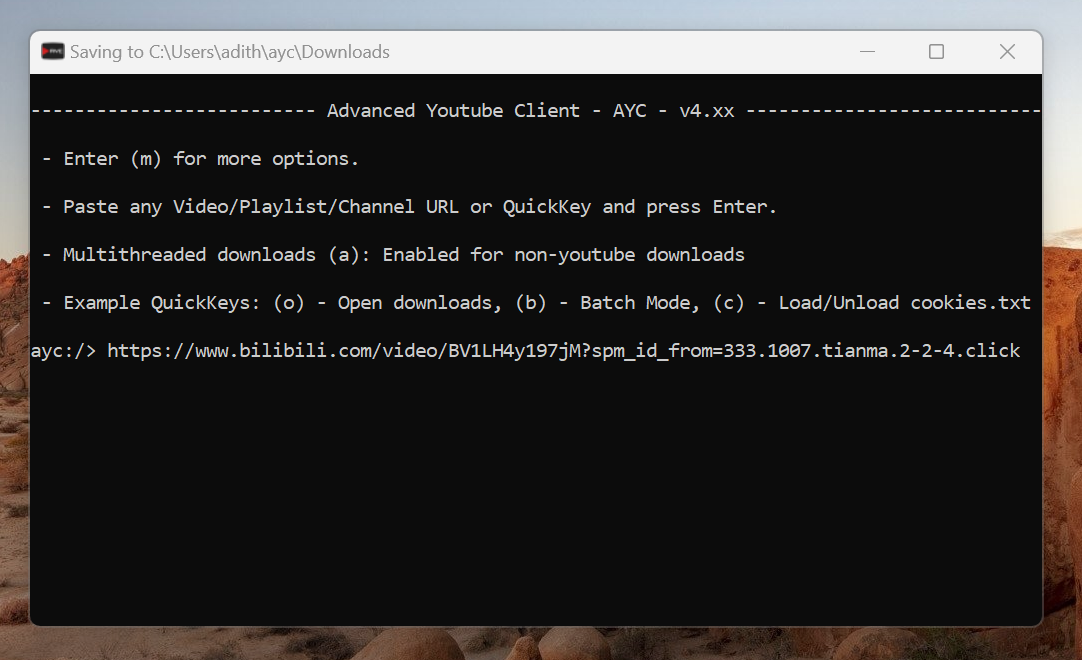 Saving to C:\Users\adith\ayc\Downloads
-------------------------- Advanced Youtube Client - AYC - v4.xx ---------------------------
- Enter (m) for more options.
- Paste any Video/Playlist/Channel URL or QuickKey and press Enter.
- Multithreaded downloads (a): Enabled for non-youtube downloads
- Example QuickKeys: (o) - Open downloads, (b) - Batch Mode, (c) - Load/Unload cookies.txt
ayc:/> https://www.bilibili.com/video/BV1LH4y197jM?spm_id_from=333.1007.tianma.2-2-4.click